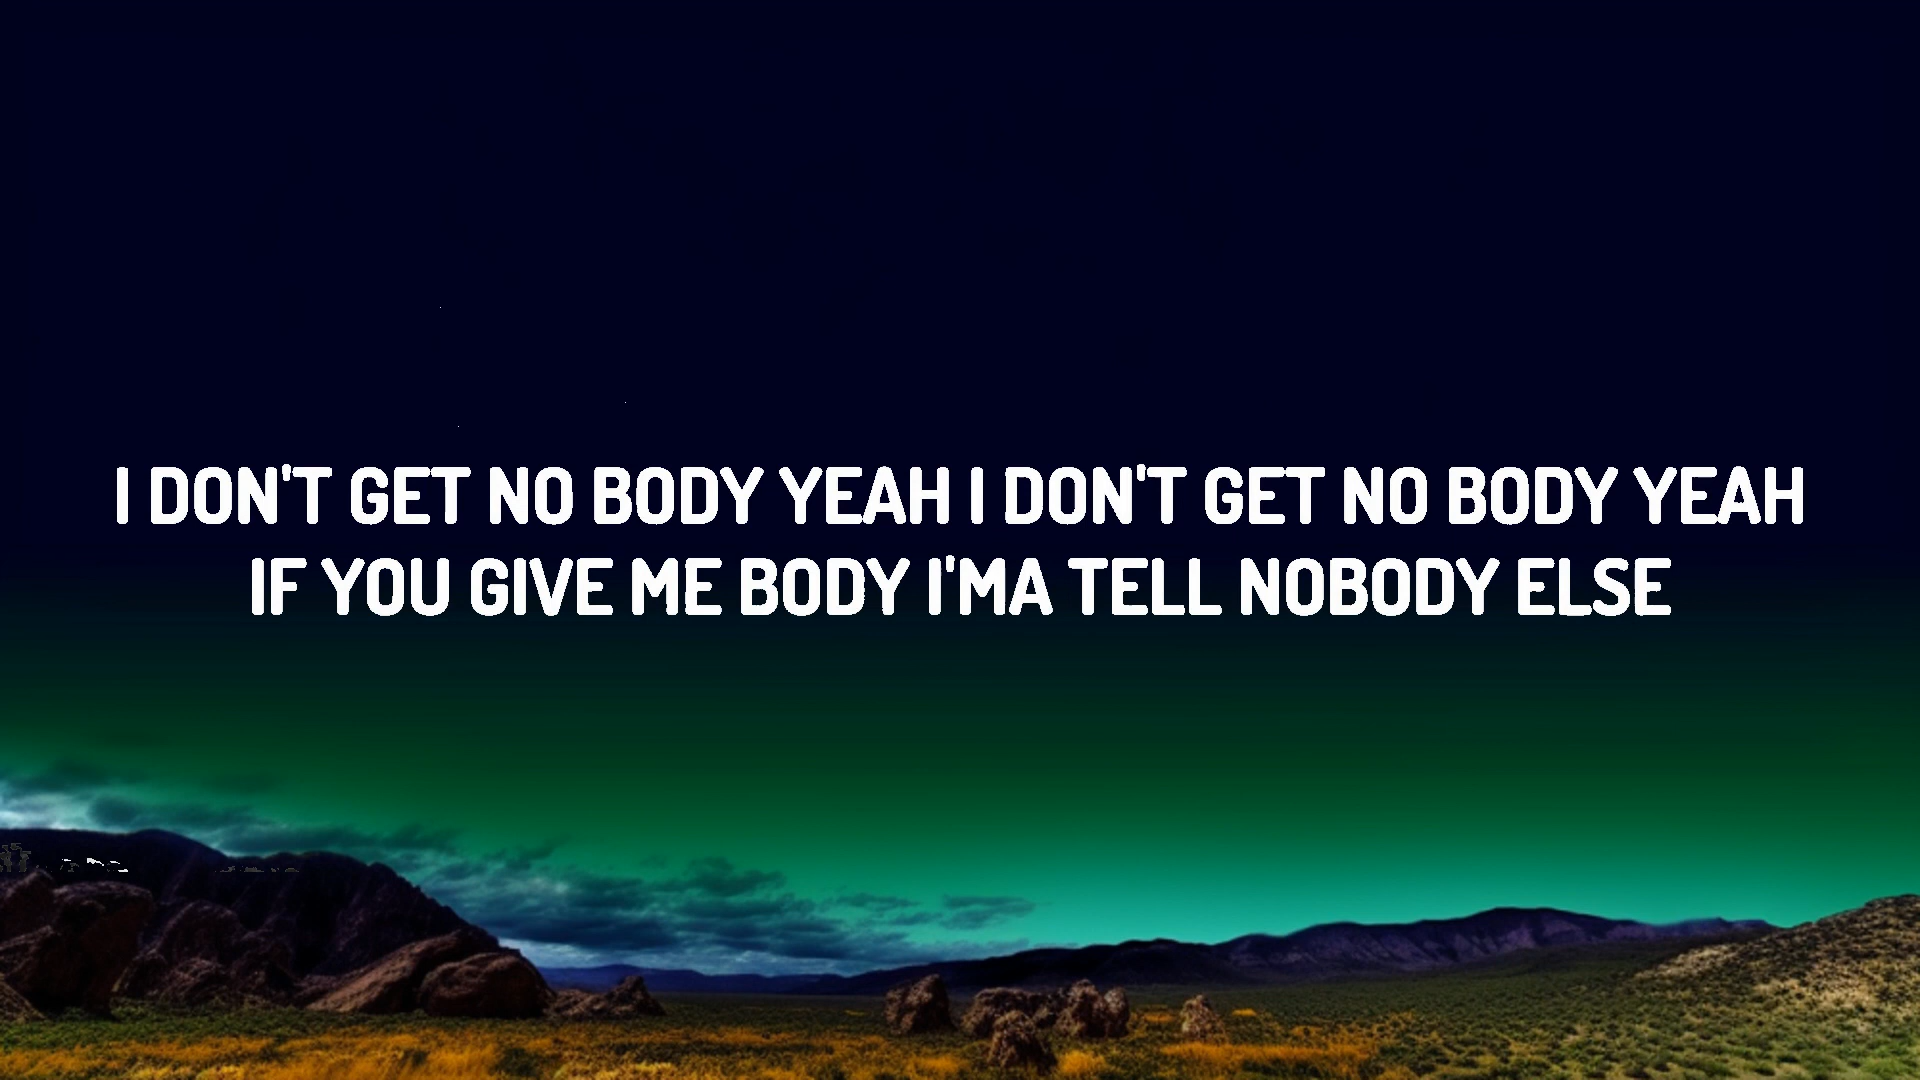 I DON'T GET NO BODY YEAH I DON'T GET NO BODY YEAH
IF YOU GIVE ME BODY I'MA TELL NOBODY ELSE